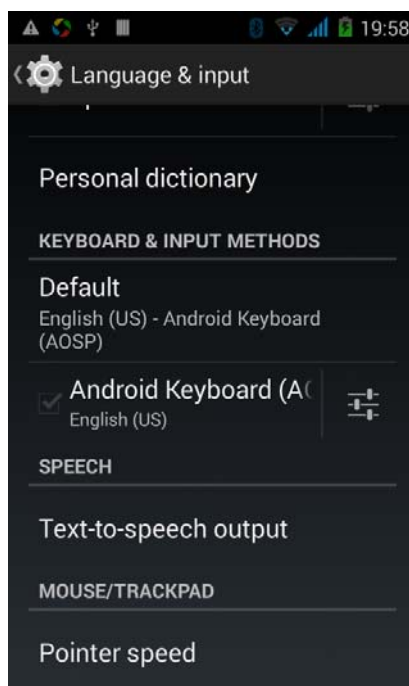 19:58
Language & input
Personal dictionary
KEYBOARD & INPUT METHODS
Default
English (US) - Android Keyboard
(AOSP)
Android Keyboard (A
English (US)
SPEECH
Text-to-speech output
MOUSE/TRACKPAD
Pointer speed